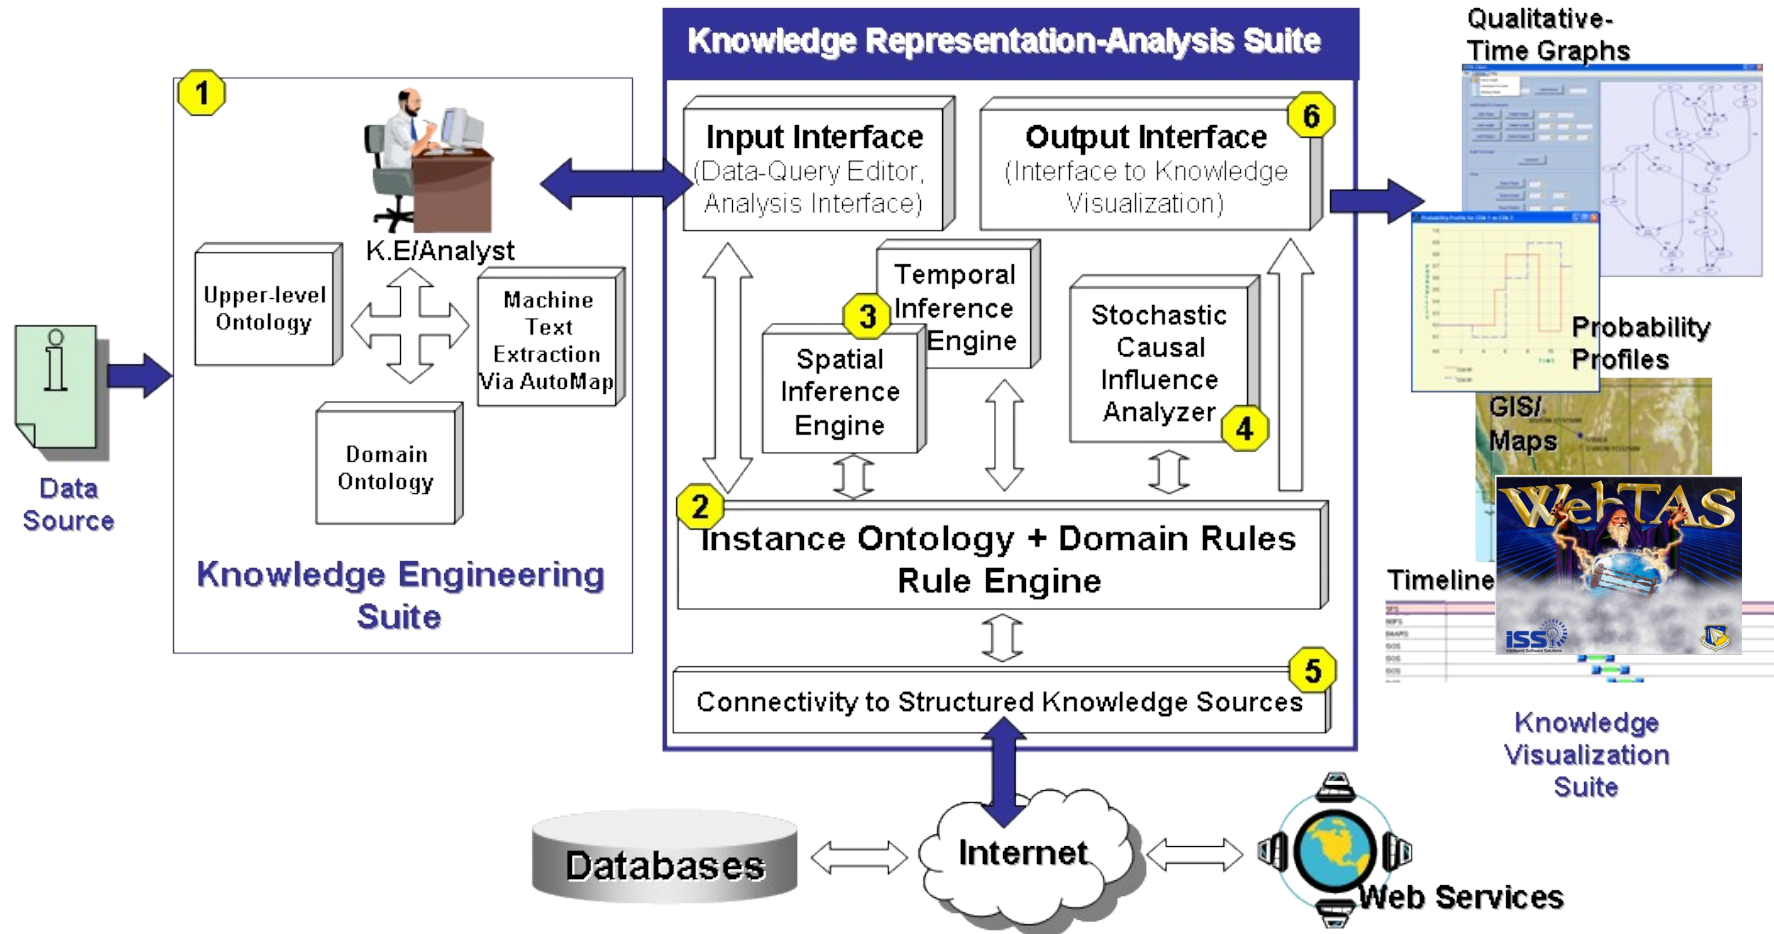 Knowledge Representation-Analysis Suite
1
K.E/Analyst
Upper-level
Ontology
Machine
Text
Extraction
Via AutoMap
Domain
Ontology
Knowledge Engineering
Suite
Data
Source
Input Interface
(Data-Query Editor,
Analysis Interface)
6
Output Interface
(Interface to Knowledge
Visualization)
Temporal
Inference
Engine
3
Spatial
Inference
Engine
Stochastic
Causal
Influence
Analyzer
4
2
Instance Ontology + Domain Rules
Rule Engine
5
Connectivity to Structured Knowledge Sources
Databases
Internet
Web Services
Qualitative-
Time Graphs
Probability
Profiles
GIS/
Maps
WebTAS
iSS
Timeline
Knowledge
Visualization
Suite